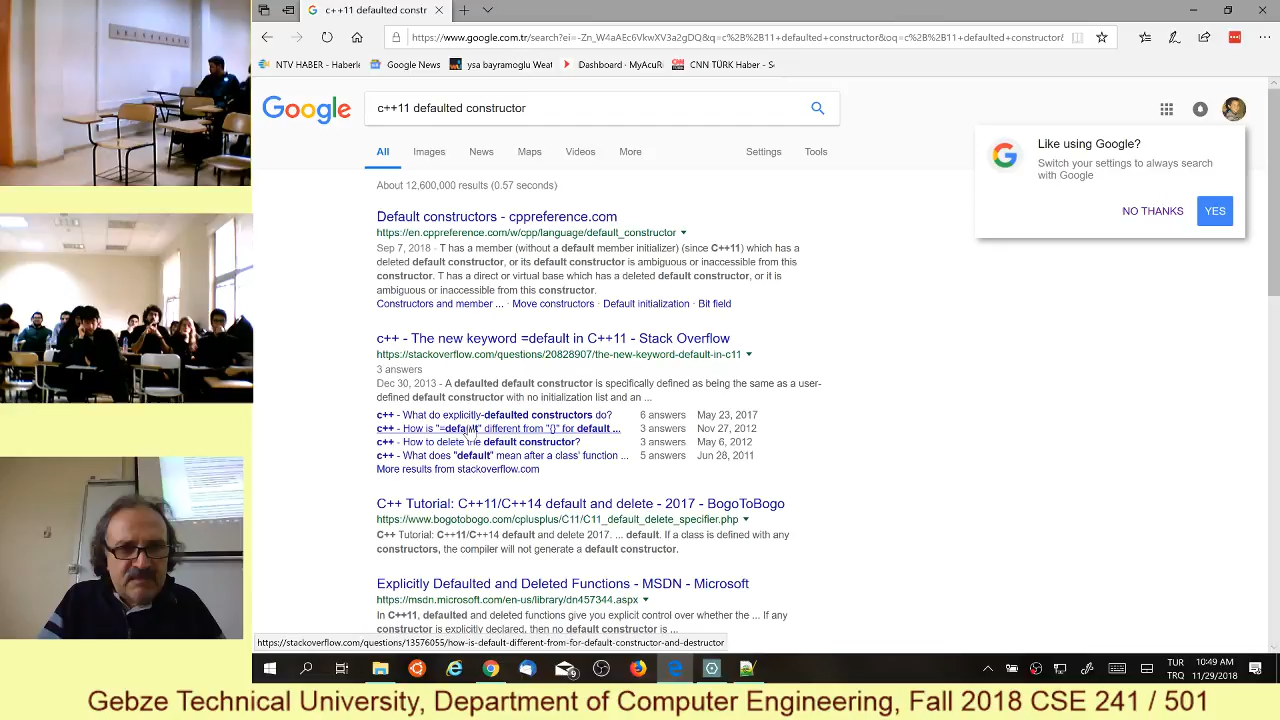 c++11 defaulted constr
https://www.google.com.tr/search?ei=-Zn_W4aAEc6VkwXV3a2gDQ&q=c%2B%2B11+defaulted+constructor&oq=c%2B%2B11+defaulted+constructor&
NTV HABER - Haberle
Google News
ysa bayramoglu Weat
Dashboard · MyAcuRi
CNN TÜRK Haber - So
Google
c++11 defaulted constructor
All
Images
News
Maps
Videos
More
Settings
Tools
Like using Google?
Switch your settings to always search
with Google
NO THANKS
YES
About 12,600,000 results (0.57 seconds)
Default constructors - cppreference.com
https://en.cppreference.com/w/cpp/language/default_constructor
Sep 7, 2018 - T has a member (without a default member initializer) (since C++11) which has a
deleted default constructor, or its default constructor is ambiguous or inaccessible from this
constructor. T has a direct or virtual base which has a deleted default constructor, or it is
ambiguous or inaccessible from this constructor.
Constructors and member ... · Move constructors · Default initialization · Bit field
c++ - The new keyword =default in C++11 - Stack Overflow
https://stackoverflow.com/questions/20828907/the-new-keyword-default-in-c11
3 answers
Dec 30, 2013 - A defaulted default constructor is specifically defined as being the same as a user-
defined default constructor with no initialization list and an ...
c++ - What do explicitly-defaulted constructors do? 6 answers May 23, 2017
c++ - How is "=default" different from "{}" for default ... 3 answers Nov 27, 2012
c++ - How to delete the default constructor? 3 answers May 6, 2012
c++ - What does "default" mean after a class' function ... 5 answers Jun 28, 2011
More results from stackoverflow.com
C++ Tutorial: C++11/C++14 default and delete - 2017 - BogoToBogo
https://www.bogotobogo.com/cplusplus/C11/C11_default_delete_specifier.php
C++ Tutorial: C++11/C++14 default and delete 2017. ... default. If a class is defined with any
constructors, the compiler will not generate a default constructor.
Explicitly Defaulted and Deleted Functions - MSDN - Microsoft
https://msdn.microsoft.com/en-us/library/dn457344.aspx
In C++11, defaulted and deleted functions give you explicit control over whether the ... If any
constructor is explicitly declared, then no default constructor is ...
https://stackoverflow.com/questions/13576055/how-is-default-different-from-for-default-constructor-and-destructor
TUR
TRQ
10:49 AM
11/29/2018
Gebze Technical University, Department of Computer Engineering, Fall 2018 CSE 241 / 501